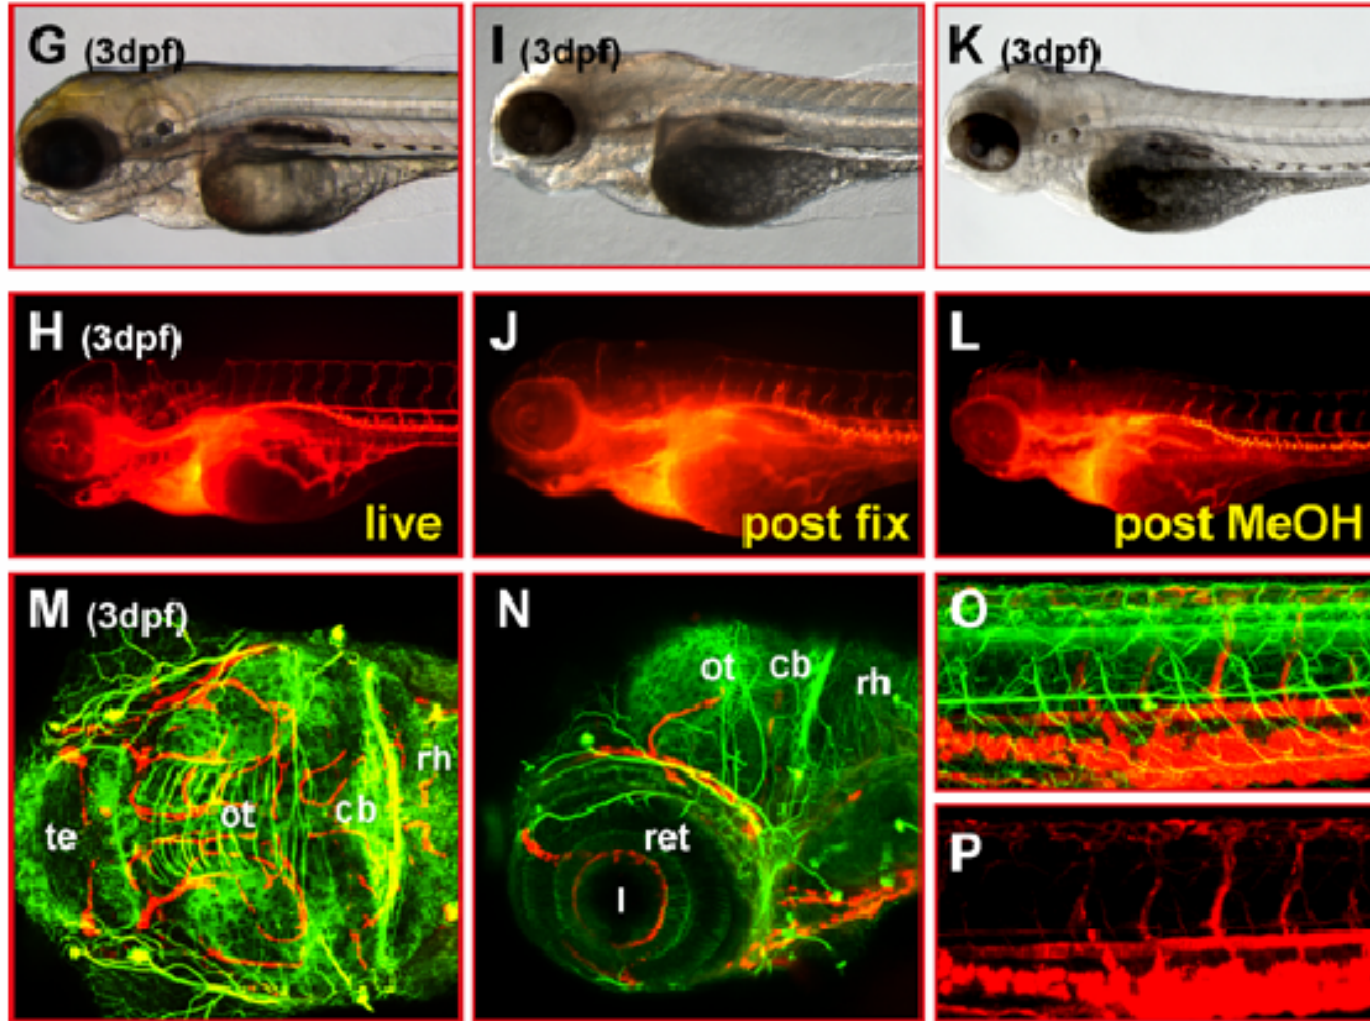 G (3dpf)
I (3dpf)
K (3dpf)
H (3dpf)
live
J
post fix
L
post MeOH
M (3dpf)
te
ot
cb
rh
N
ot
cb
rh
ret
l
O
P